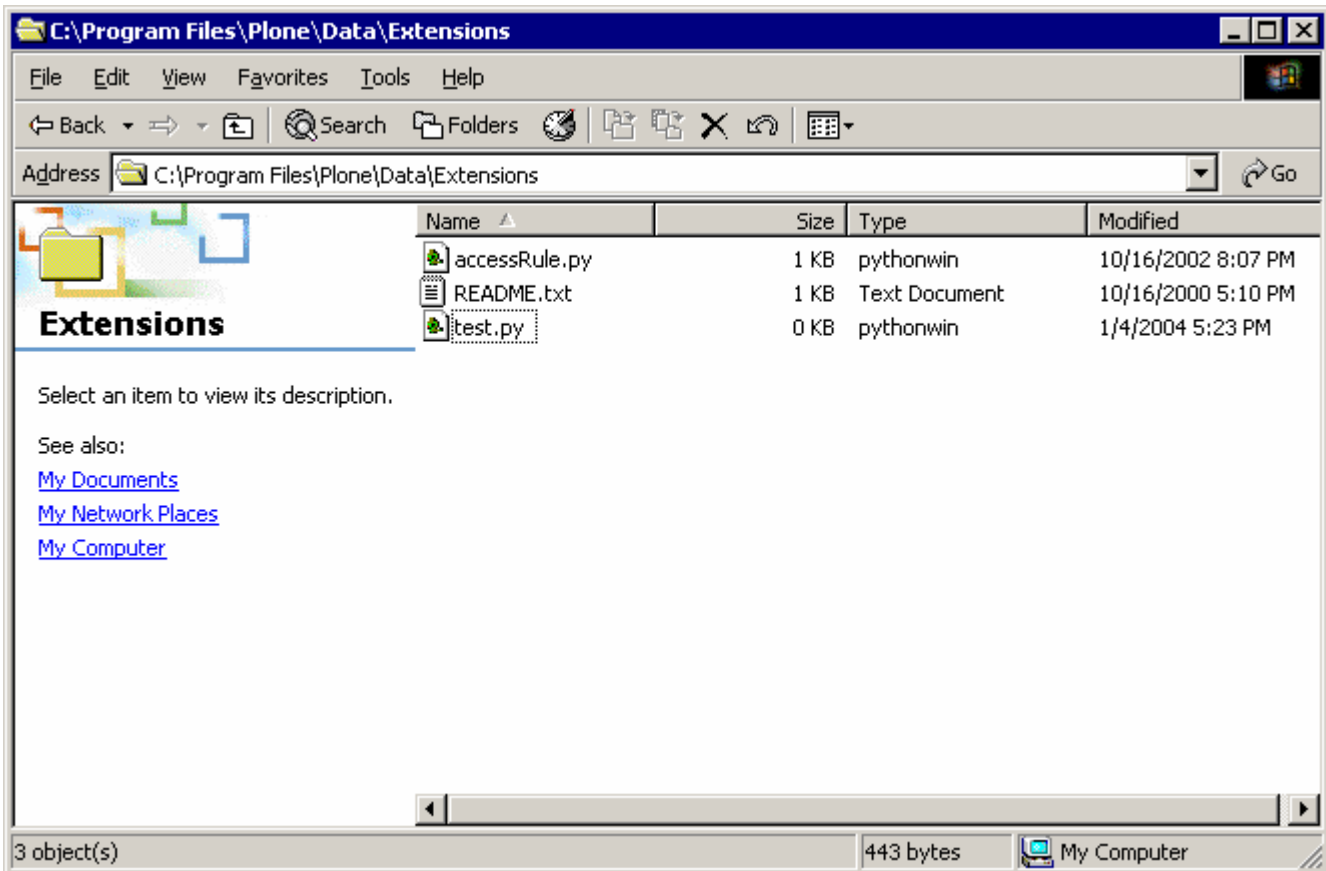 C:\Program Files\Plone\Data\Extensions
File Edit View Favorites Tools Help
Back Search Folders
Address C:\Program Files\Plone\Data\Extensions Go
Name Size Type Modified
accessRule.py 1 KB pythonwin 10/16/2002 8:07 PM
README.txt 1 KB Text Document 10/16/2000 5:10 PM
test.py 0 KB pythonwin 1/4/2004 5:23 PM
Extensions
Select an item to view its description.
See also:
My Documents
My Network Places
My Computer
3 object(s) 443 bytes My Computer